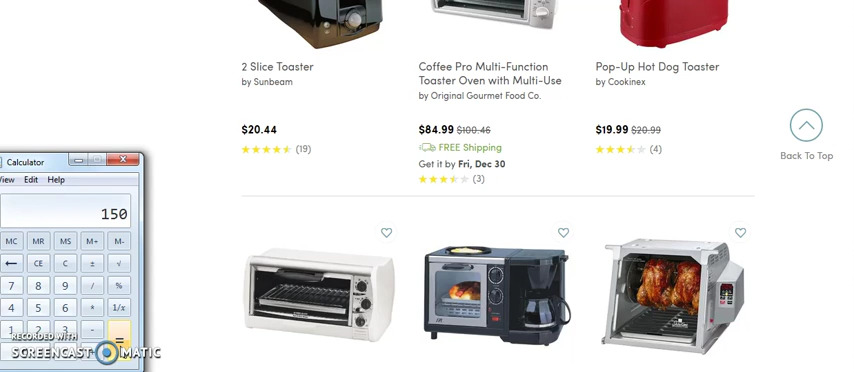 2 Slice Toaster
by Sunbeam
$20.44
(19)
Coffee Pro Multi-Function
Toaster Oven with Multi-Use
by Original Gourmet Food Co.
$84.99 $100.46
FREE Shipping
Get it by Fri, Dec 30
(3)
Pop-Up Hot Dog Toaster
by Cookinex
$19.99 $20.99
(4)
Back To Top
Calculator
View Edit Help
150
MC MR MS M+ M-
← CE C ± √
7 8 9 / %
4 5 6 * 1/x
1 2 3 - =
RECORDED WITH
SCREENCAST-O-MATIC